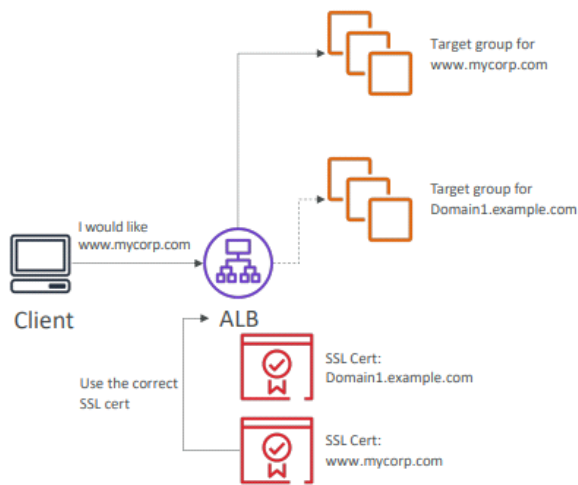 Target group for
www.mycorp.com
Target group for
Domain1.example.com
I would like
www.mycorp.com
Client
ALB
SSL Cert:
Domain1.example.com
Use the correct
SSL cert
SSL Cert:
www.mycorp.com